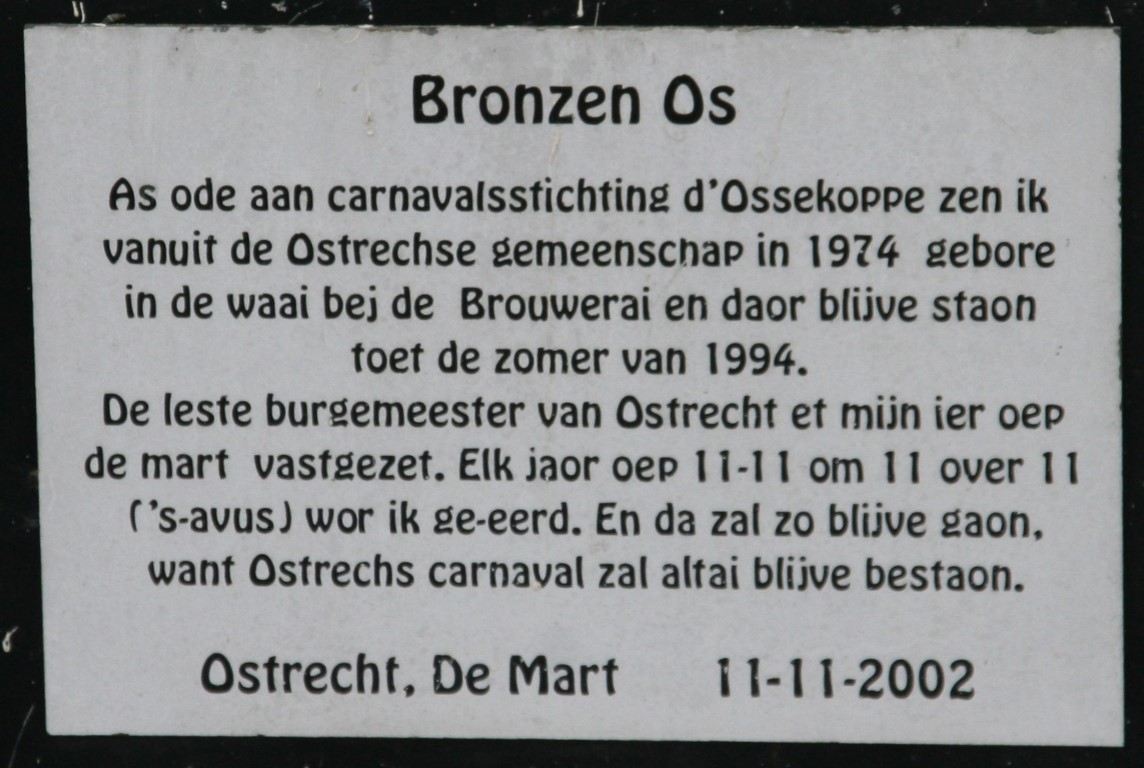 Bronzen Os
As ode aan carnavalsstichting d'Ossekoppe zen ik
vanuit de Ostrechse gemeenschap in 1974 gebore
in de waai bej de Brouwerai en daor blijve staon
toet de zomer van 1994.
De leste burgemeester van Ostrecht et mijn ier oep
de mart vastgezet. Elk jaor oep 11-11 om 11 over 11
('s-avus) wor ik ge-eerd. En da zal zo blijve gaon,
want Ostrechs carnaval zal altai blijve bestaon.
Ostrecht, De Mart 11-11-2002